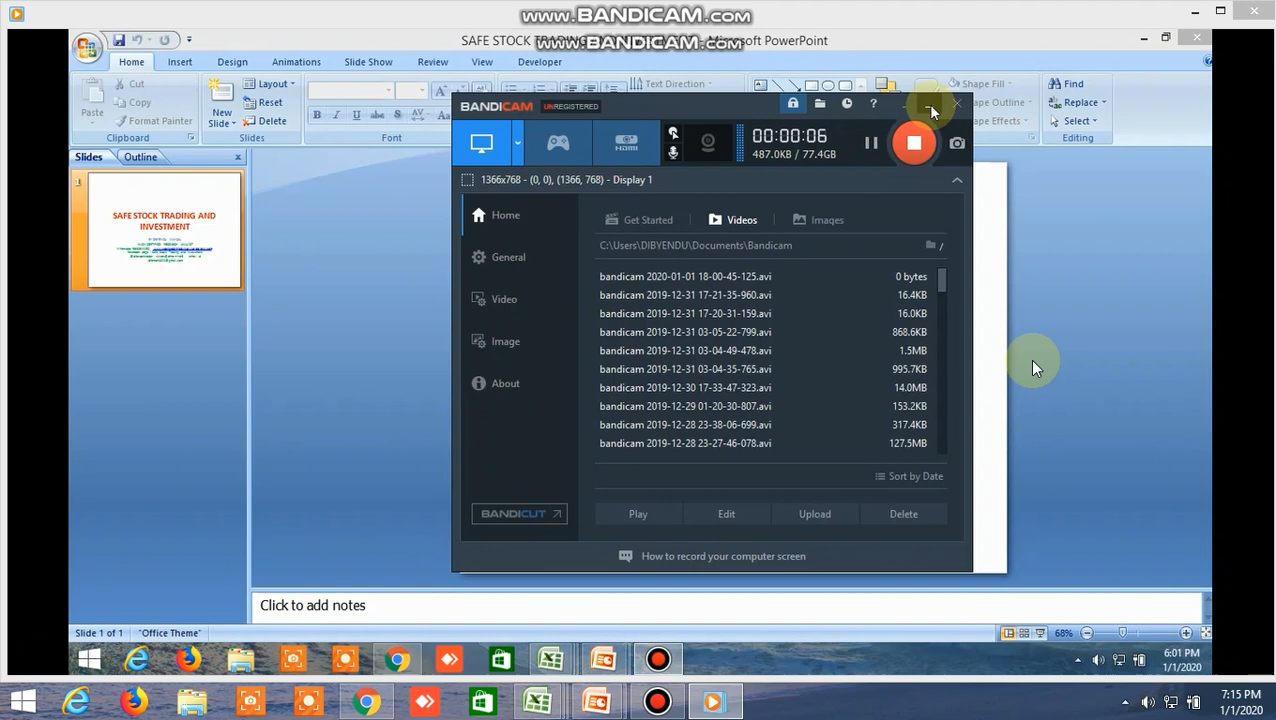 www.BANDICAM.com
SAFE STOCK TRADING
Microsoft PowerPoint
www.BANDICAM.com
Home
Insert
Design
Animations
Slide Show
Review
View
Developer
Paste
Cut
Copy
Format Painter
Clipboard
New
Slide
Layout
Reset
Delete
Slides
Font
Text Direction
Shape Fill
Shape Effects
Find
Replace
Select
Editing
Slides
Outline
1
SAFE STOCK TRADING AND
INVESTMENT
BANDICAM
UNREGISTERED
?
HDMI
00:00:06
487.0KB / 77.4GB
1366x768 - (0, 0), (1366, 768) - Display 1
Home
General
Video
Image
About
BANDICUT
Get Started
Videos
Images
C:\Users\DIBYENDU\Documents\Bandicam
/
bandicam 2020-01-01 18-00-45-125.avi 0 bytes
bandicam 2019-12-31 17-21-35-960.avi 16.4KB
bandicam 2019-12-31 17-20-31-159.avi 16.0KB
bandicam 2019-12-31 03-05-22-799.avi 868.6KB
bandicam 2019-12-31 03-04-49-478.avi 1.5MB
bandicam 2019-12-31 03-04-35-765.avi 995.7KB
bandicam 2019-12-30 17-33-47-323.avi 14.0MB
bandicam 2019-12-29 01-20-30-807.avi 153.2KB
bandicam 2019-12-28 23-38-06-699.avi 317.4KB
bandicam 2019-12-28 23-27-46-078.avi 127.5MB
Sort by Date
Play
Edit
Upload
Delete
How to record your computer screen
Click to add notes
Slide 1 of 1
"Office Theme"
68%
6:01 PM
1/1/2020
7:15 PM
1/1/2020